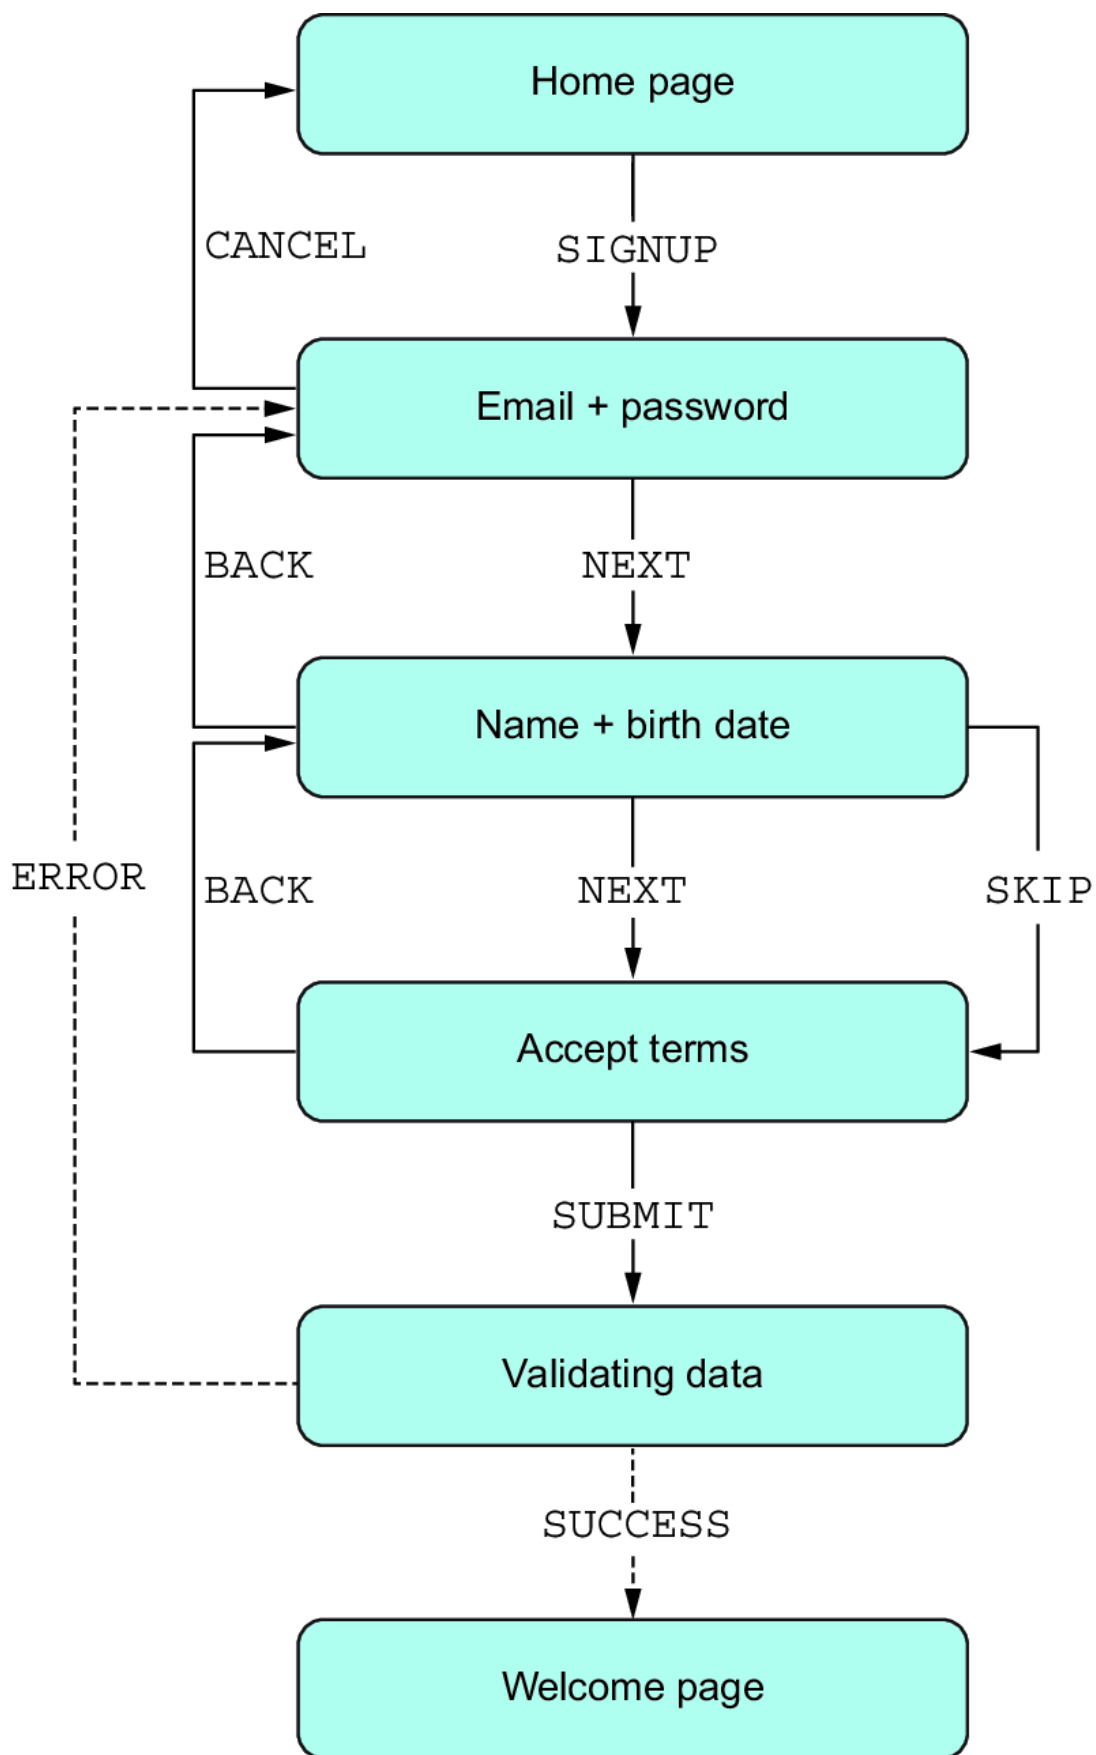 Home page
CANCEL
SIGNUP
Email + password
BACK
NEXT
Name + birth date
ERROR
BACK
NEXT
SKIP
Accept terms
SUBMIT
Validating data
SUCCESS
Welcome page